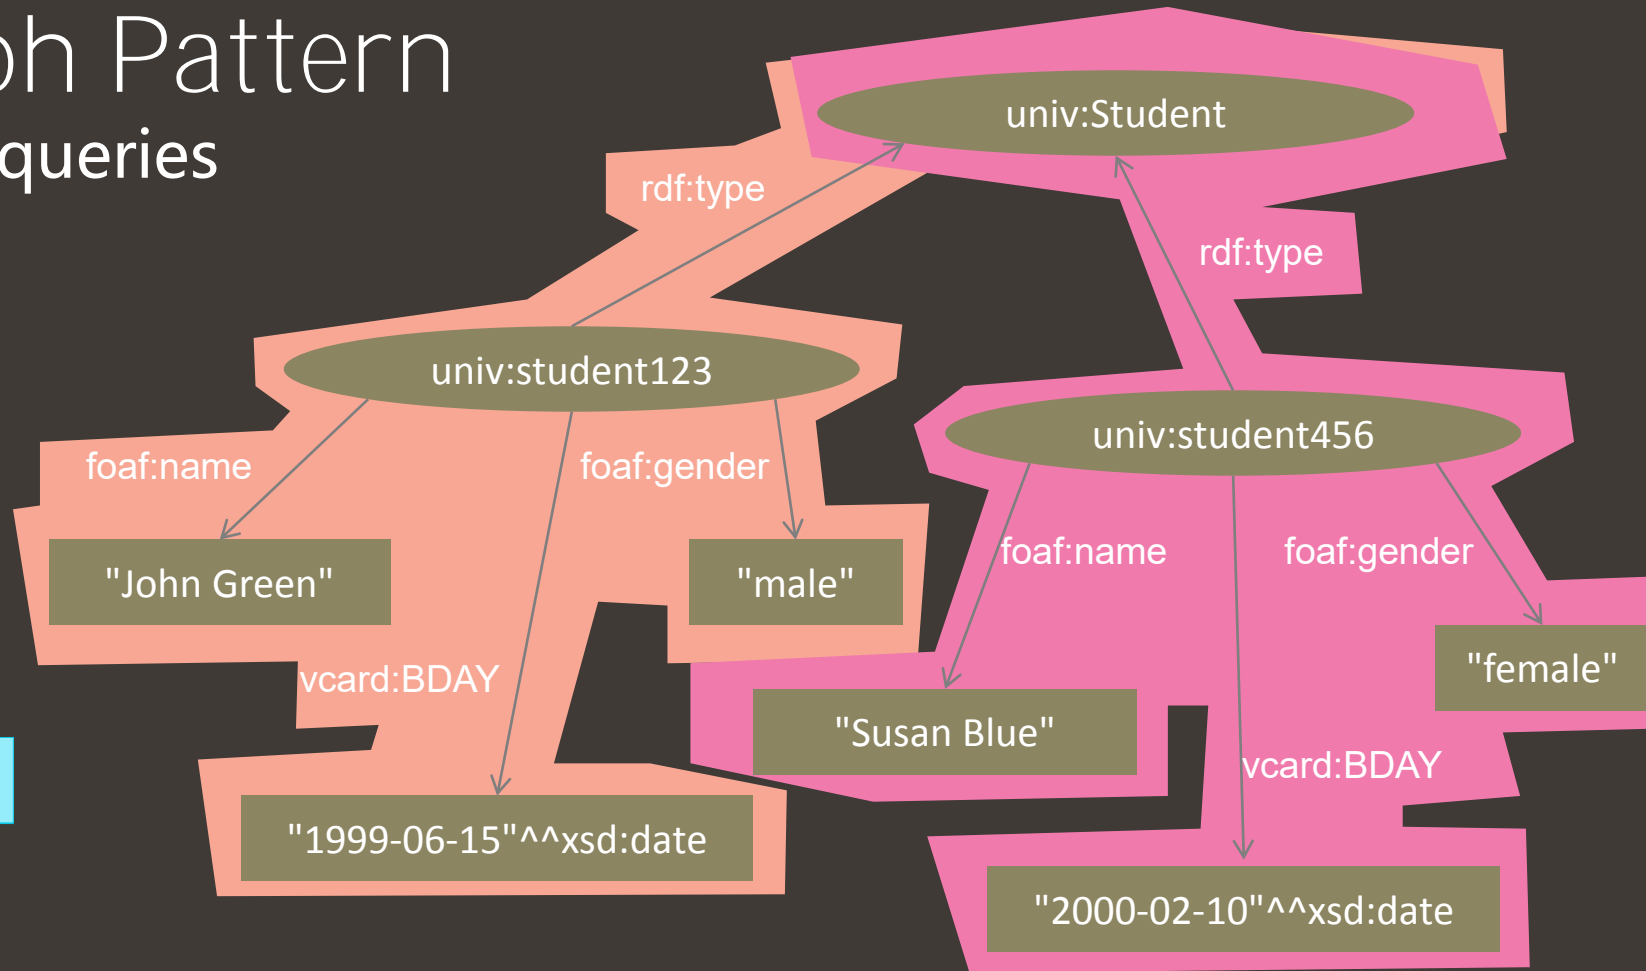 ph Pattern
queries
univ:Student
rdf:type
rdf:type
univ:student123
univ:student456
foaf:name
foaf:gender
foaf:name
foaf:gender
"John Green"
"male"
"female"
vcard:BDAY
"Susan Blue"
vcard:BDAY
"1999-06-15"^^xsd:date
"2000-02-10"^^xsd:date